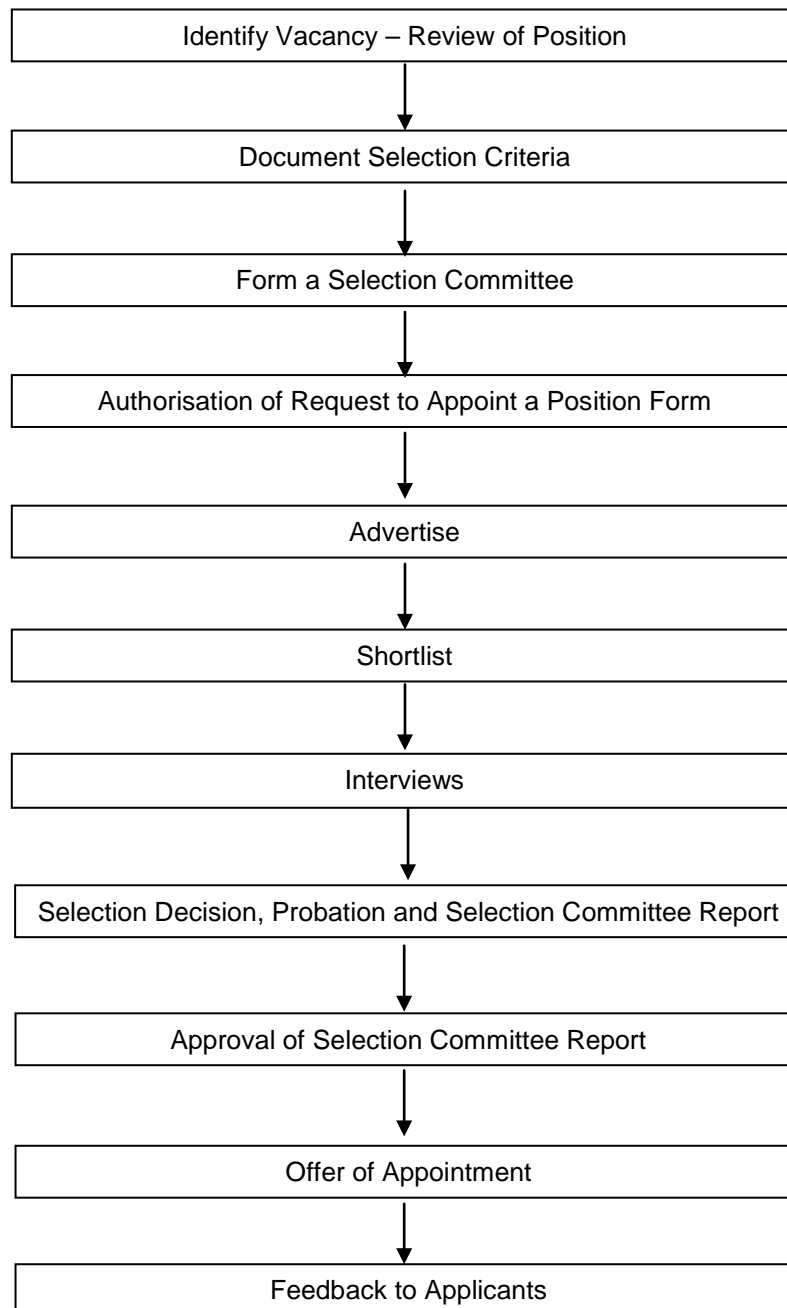 Identify Vacancy – Review of Position
Document Selection Criteria
Form a Selection Committee
Authorisation of Request to Appoint a Position Form
Advertise
Shortlist
Interviews
Selection Decision, Probation and Selection Committee Report
Approval of Selection Committee Report
Offer of Appointment
Feedback to Applicants